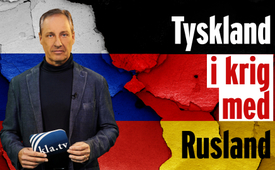 Tyskland
i krig
med
Rusland
kla.tv